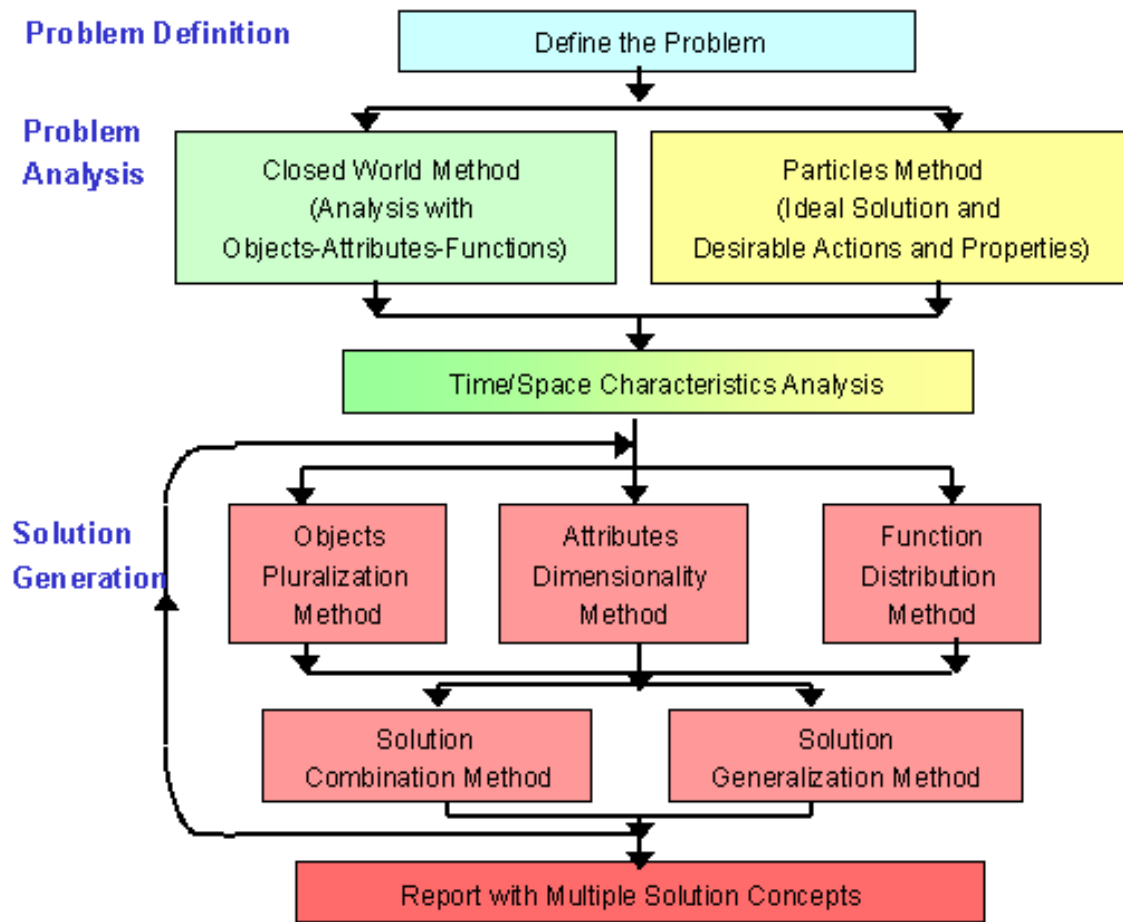 Problem Definition
Define the Problem
Problem
Analysis
Closed World Method
(Analysis with
Objects-Attributes-Functions)
Particles Method
(Ideal Solution and
Desirable Actions and Properties)
Time/Space Characteristics Analysis
Solution
Generation
Objects
Pluralization
Method
Attributes
Dimensionality
Method
Function
Distribution
Method
Solution
Combination Method
Solution
Generalization Method
Report with Multiple Solution Concepts